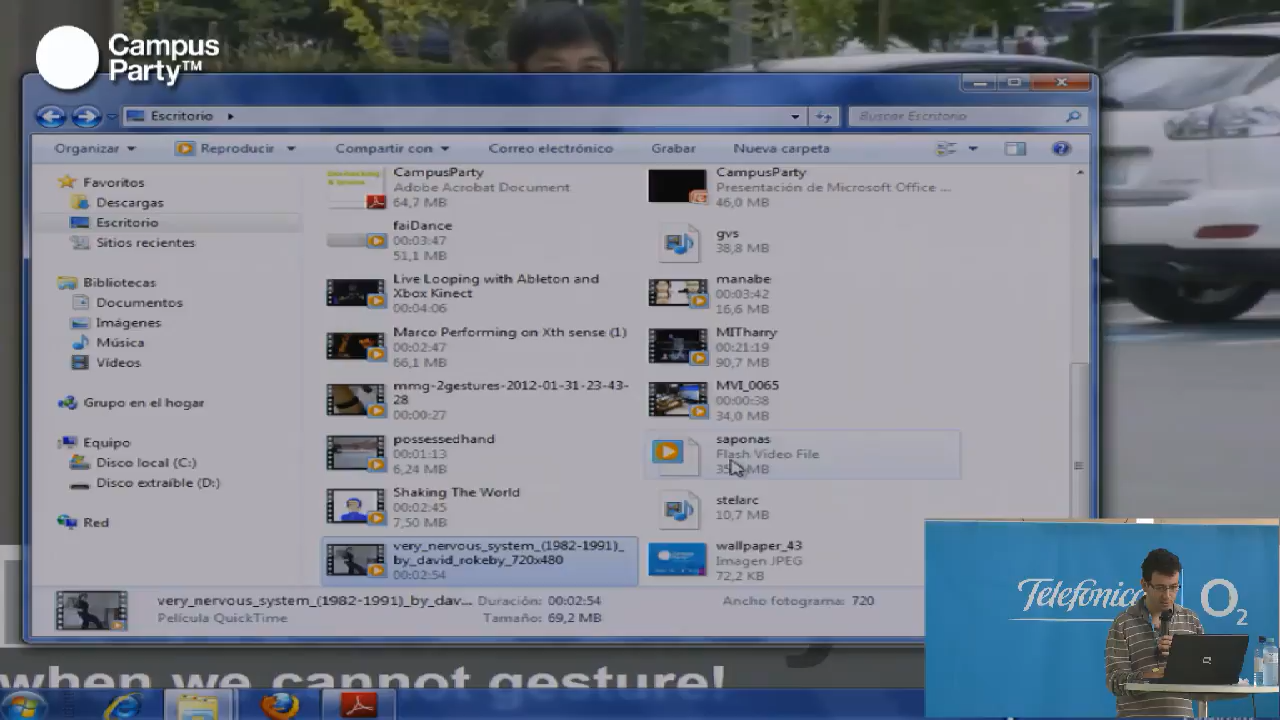 Campus
Party™
Escritorio
Buscar Escritorio
Organizar
Reproducir
Compartir con
Correo electrónico
Grabar
Nueva carpeta
Favoritos
Descargas
Escritorio
Sitios recientes
Bibliotecas
Documentos
Imágenes
Música
Vídeos
Grupo en el hogar
Equipo
Disco local (C:)
Disco extraíble (D:)
Red
CampusParty
Adobe Acrobat Document
64,7 MB
CampusParty
Presentación de Microsoft Office ...
46,0 MB
faiDance
00:03:47
51,1 MB
gvs
38,8 MB
Live Looping with Ableton and
Xbox Kinect
00:04:06
manabe
00:03:42
16,6 MB
Marco Performing on Xth sense (1)
00:02:47
66,1 MB
MITharry
00:21:19
90,7 MB
mmg-2gestures-2012-01-31-23-43-
28
00:00:27
MVI_0065
00:00:38
34,0 MB
possessedhand
00:01:13
6,24 MB
saponas
Flash Video File
MB
Shaking The World
00:02:45
7,50 MB
stelarc
10,7 MB
very_nervous_system_(1982-1991)_
by_david_rokeby_720x480
00:02:54
wallpaper_43
Imagen JPEG
72,2 KB
very_nervous_system_(1982-1991)_by_dav... Duración: 00:02:54
Ancho fotograma: 720
Película QuickTime
Tamaño: 69,2 MB
when we cannot gesture!
Telefónica
O2